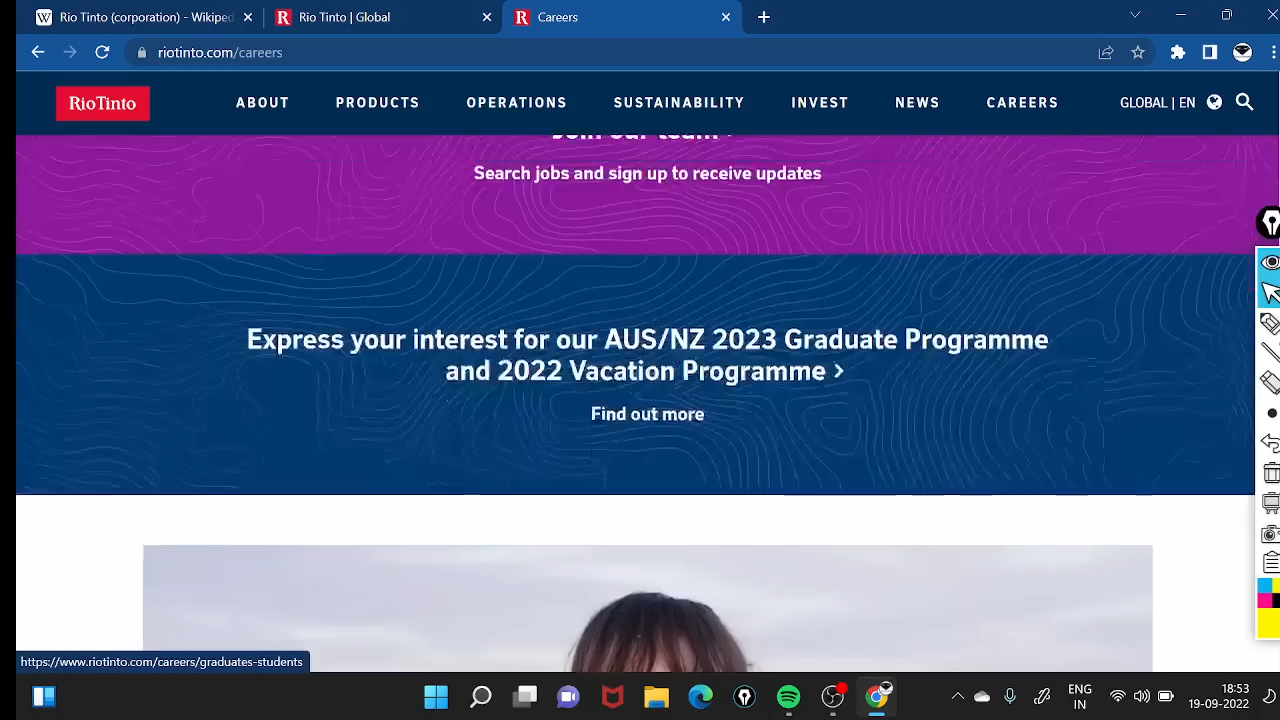 Rio Tinto (corporation) - Wikiped
Rio Tinto | Global
Careers
riotinto.com/careers
RioTinto
ABOUT
PRODUCTS
OPERATIONS
SUSTAINABILITY
INVEST
NEWS
CAREERS
GLOBAL | EN
Join our team ›
Search jobs and sign up to receive updates
Express your interest for our AUS/NZ 2023 Graduate Programme
and 2022 Vacation Programme ›
Find out more
https://www.riotinto.com/careers/graduates-students
ENG
IN
18:53
19-09-2022